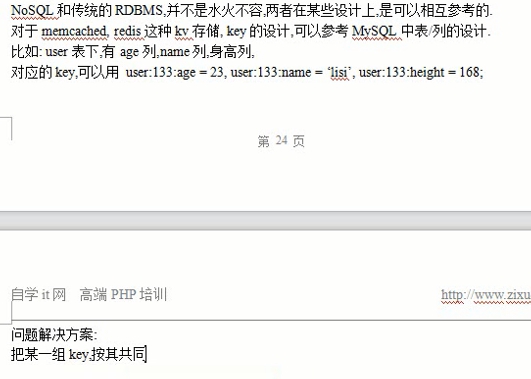 NoSQL 和传统的 RDBMS,并不是水火不容,两者在某些设计上,是可以相互参考的.
对于 memcached, redis 这种 kv 存储, key 的设计,可以参考 MySQL 中表/列的设计.
比如: user 表下,有 age 列,name 列,身高列,
对应的 key,可以用 user:133:age = 23, user:133:name = ‘lisi’, user:133:height = 168;
第 24 页
自学 it 网 高端 PHP 培训 http://www.zixu
问题解决方案:
把某一组 key,按其共同